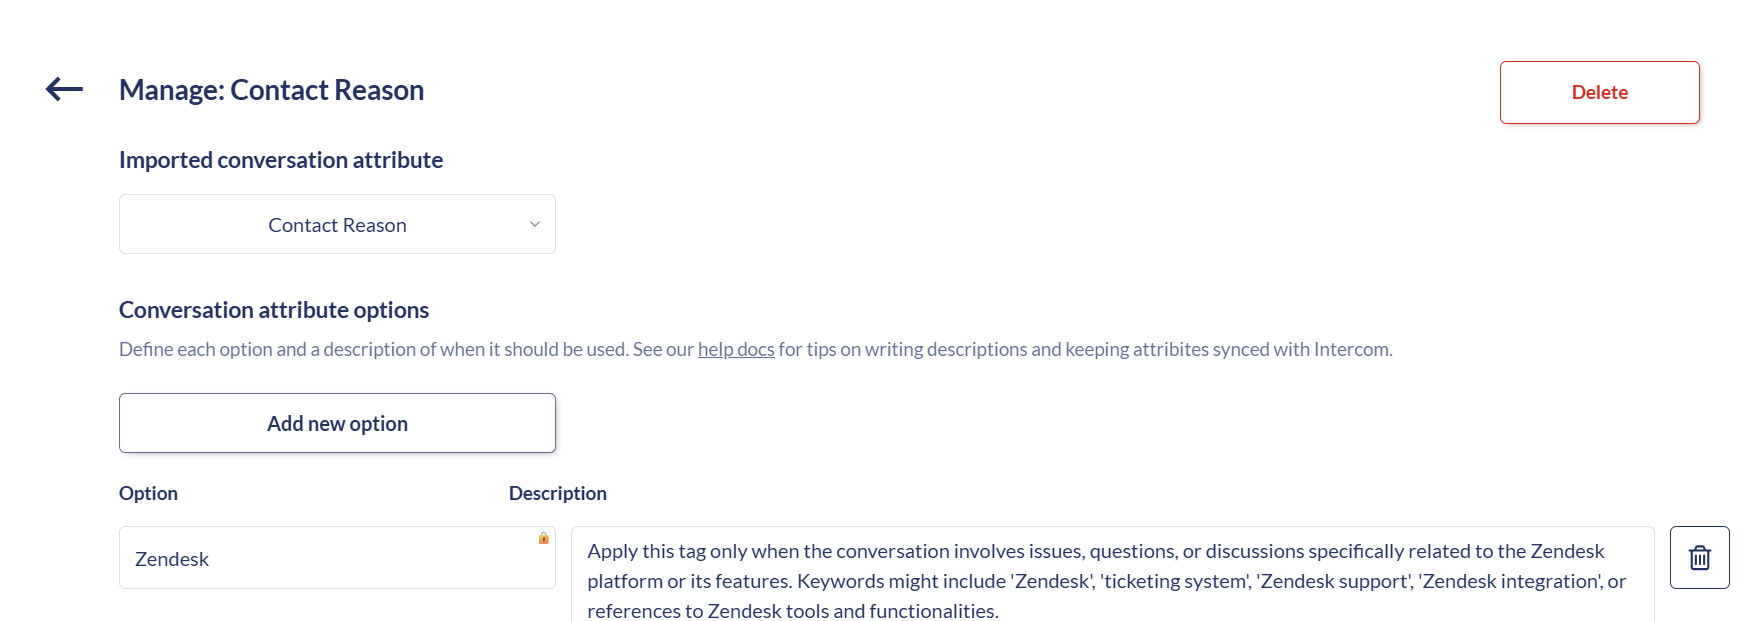 Manage: Contact Reason
Delete
Imported conversation attribute
Contact Reason
Conversation attribute options
Define each option and a description of when it should be used. See our help docs for tips on writing descriptions and keeping attribites synced with Intercom.
Add new option
Option
Description
Zendesk
Apply this tag only when the conversation involves issues, questions, or discussions specifically related to the Zendesk
platform or its features. Keywords might include 'Zendesk', 'ticketing system', 'Zendesk support', 'Zendesk integration', or
references to Zendesk tools and functionalities.